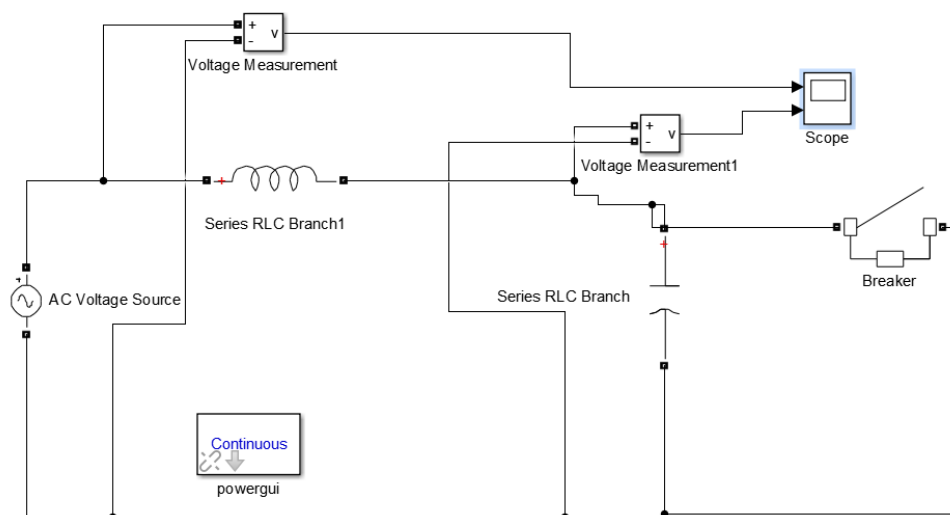 +
-
v
Voltage Measurement
Scope
+
-
v
Voltage Measurement1
+
Series RLC Branch1
+
AC Voltage Source
+
Series RLC Branch
Breaker
Continuous
powergui